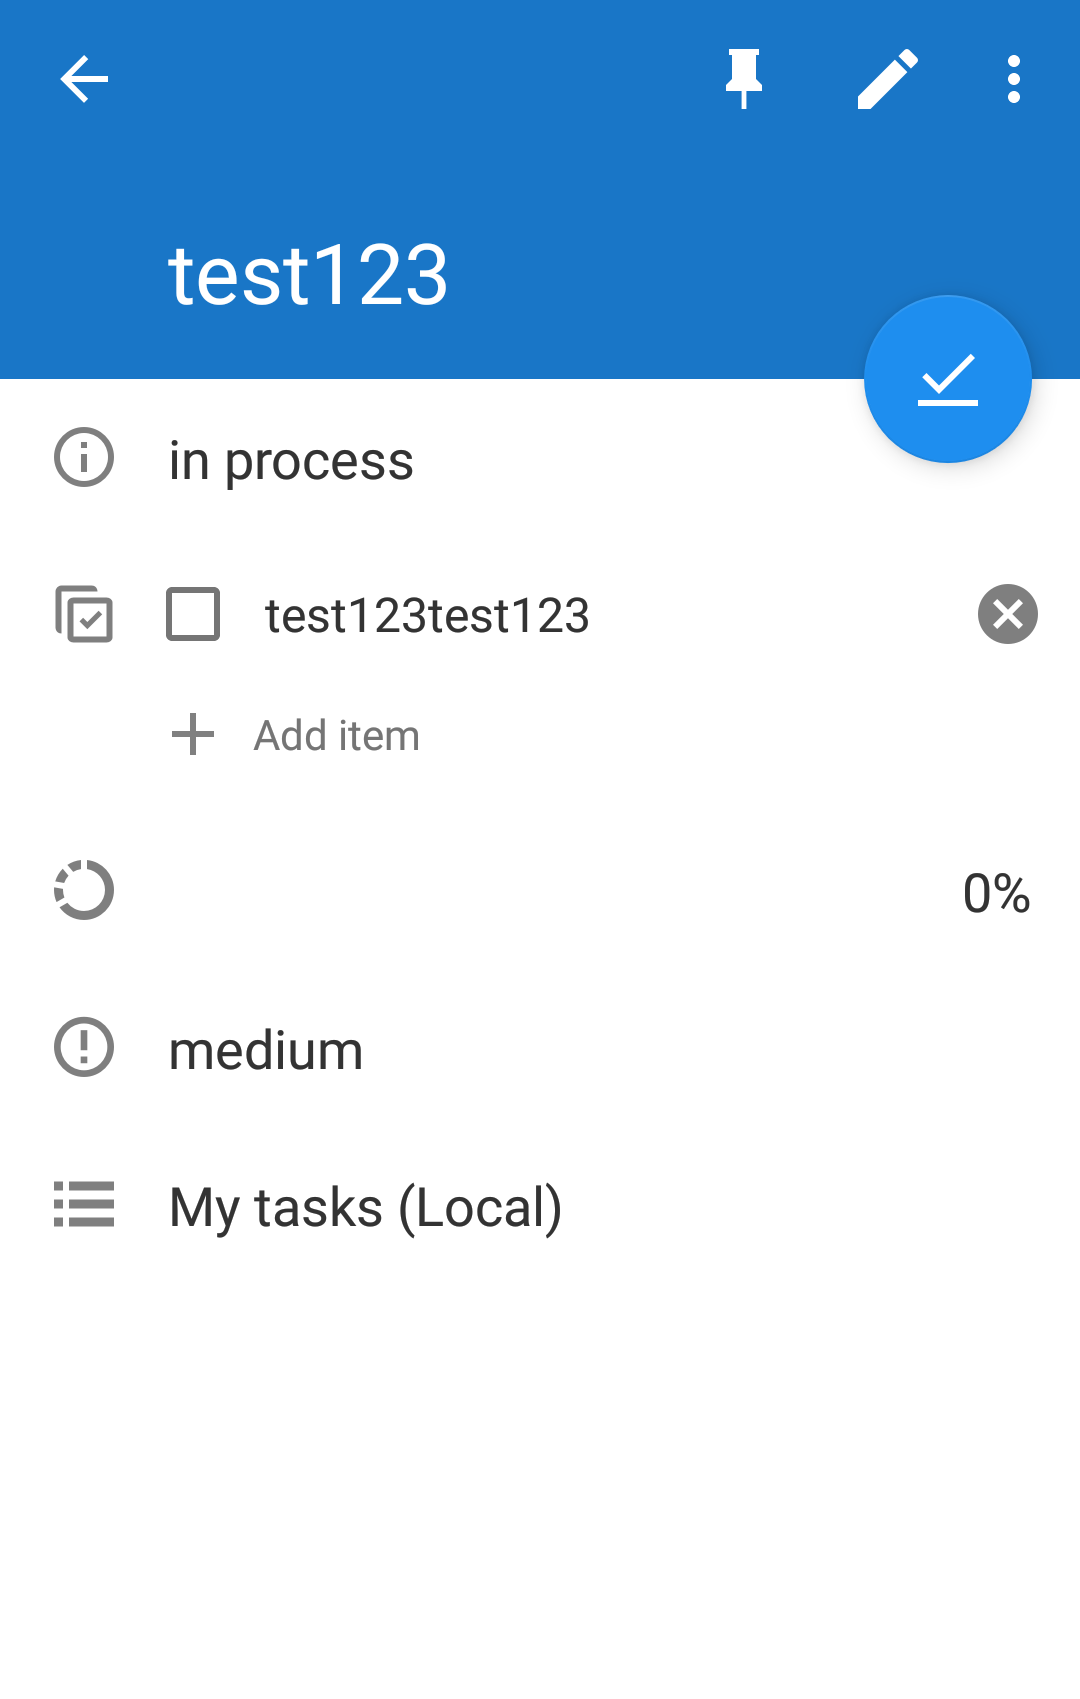 test123
in process
test123test123
Add item
0%
medium
My tasks (Local)